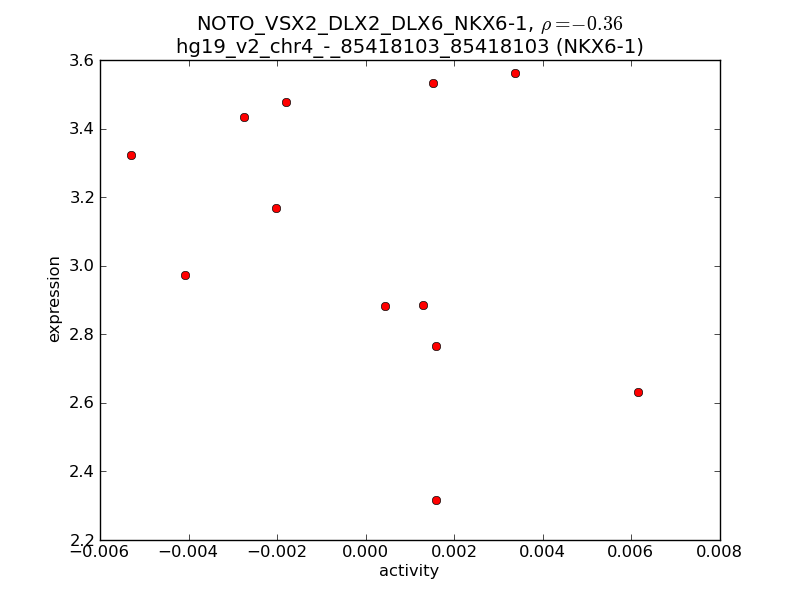 NOTO_VSX2_DLX2_DLX6_NKX6-1, ρ=−0.36
hg19_v2_chr4_-_85418103_85418103 (NKX6-1)
3.6
3.4
3.2
3.0
2.8
2.6
2.4
2.2
expression
−0.006 −0.004 −0.002 0.000 0.002 0.004 0.006 0.008
activity